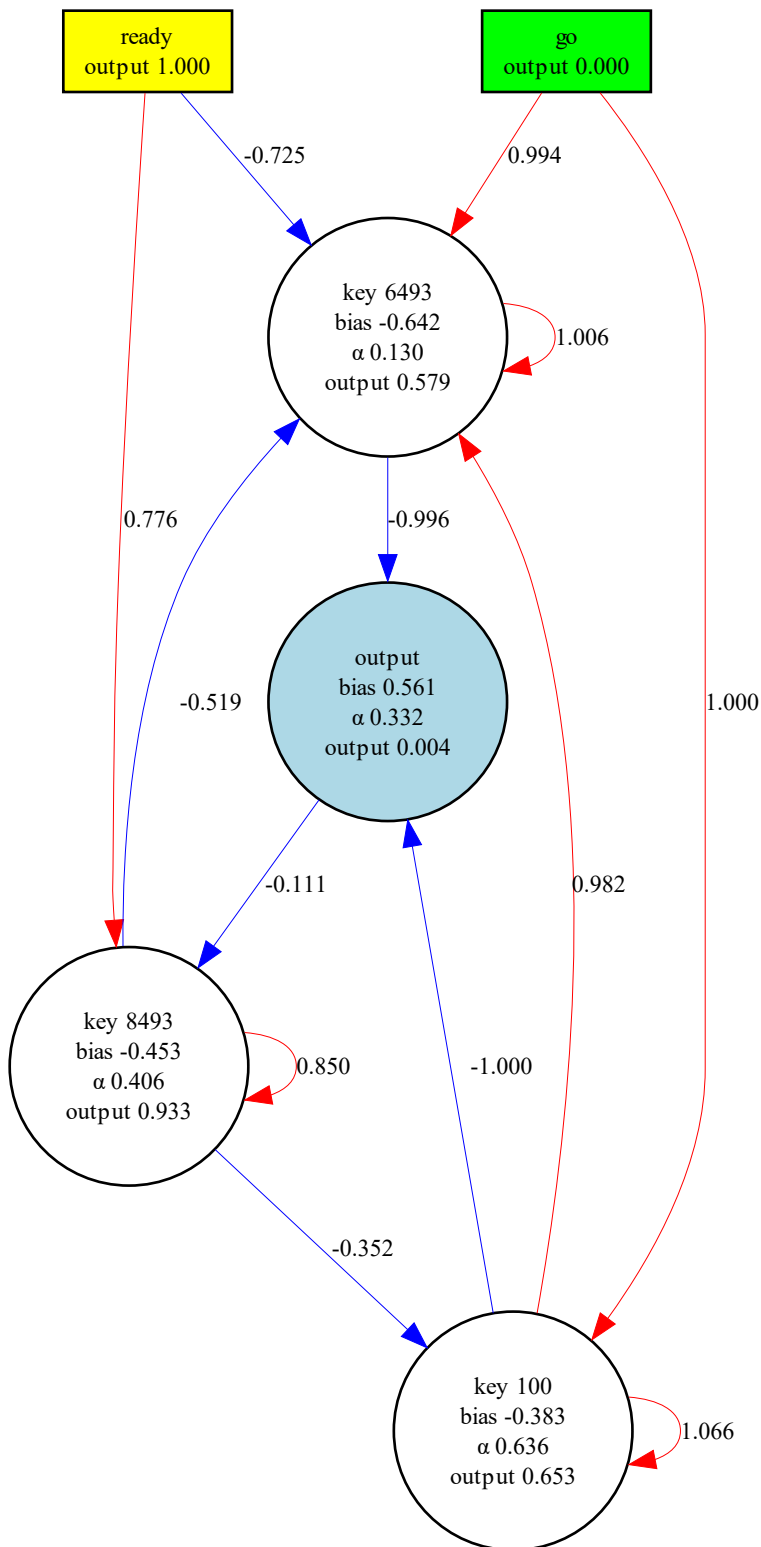 ready
output 1.000
go
output 0.000
-0.725
0.994
key 6493
bias -0.642
α 0.130
output 0.579
1.006
0.776
-0.996
output
bias 0.561
α 0.332
output 0.004
-0.519
1.000
-0.111
0.982
key 8493
bias -0.453
α 0.406
output 0.933
0.850
-1.000
-0.352
key 100
bias -0.383
α 0.636
output 0.653
1.066